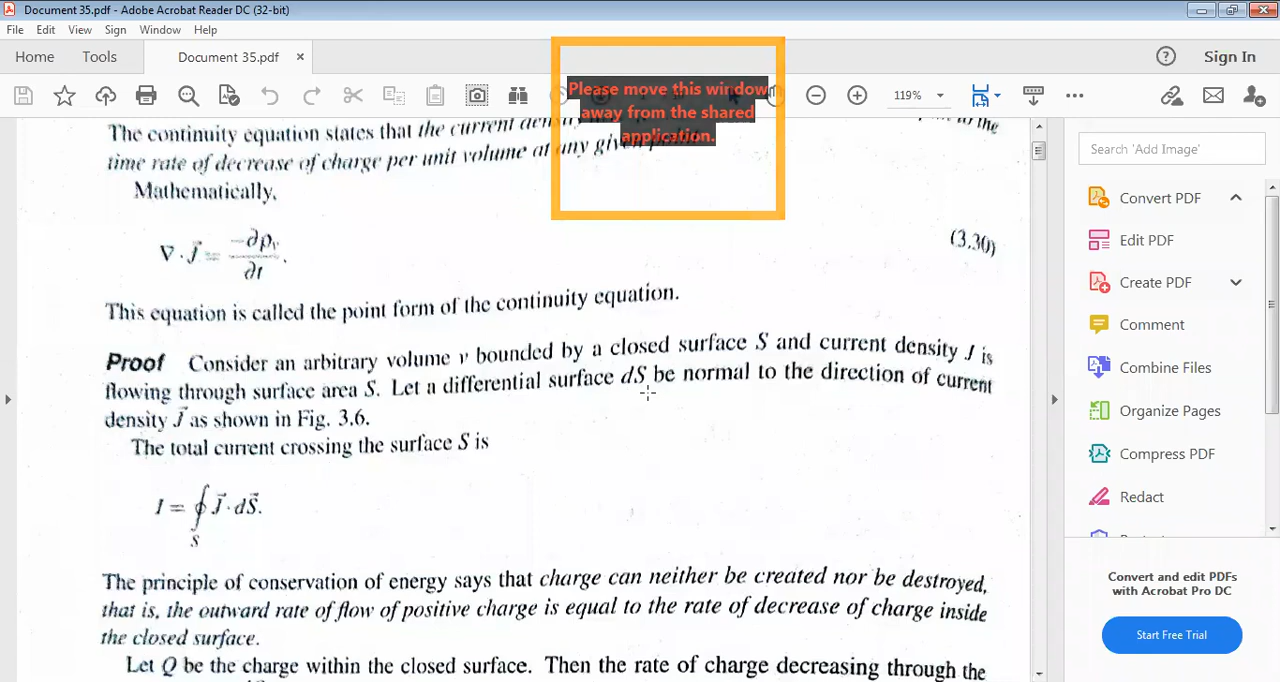 Document 35.pdf - Adobe Acrobat Reader DC (32-bit)
File Edit View Sign Window Help
Home Tools Document 35.pdf × Sign In
119%
Please move this window
away from the shared
application.
The continuity equation states that the current to the
time rate of decrease of charge per unit volume at any given
Mathematically,
∇ · J⃗ = −∂ρᵥ / ∂t. (3.30)
This equation is called the point form of the continuity equation.
Proof Consider an arbitrary volume v bounded by a closed surface S and current density J is
flowing through surface area S. Let a differential surface dS be normal to the direction of current
density J⃗ as shown in Fig. 3.6.
The total current crossing the surface S is
I = ∮ J⃗ · dS⃗.
S
The principle of conservation of energy says that charge can neither be created nor be destroyed,
that is, the outward rate of flow of positive charge is equal to the rate of decrease of charge inside
the closed surface.
Let Q be the charge within the closed surface. Then the rate of charge decreasing through the
Search 'Add Image'
Convert PDF
Edit PDF
Create PDF
Comment
Combine Files
Organize Pages
Compress PDF
Redact
Convert and edit PDFs
with Acrobat Pro DC
Start Free Trial